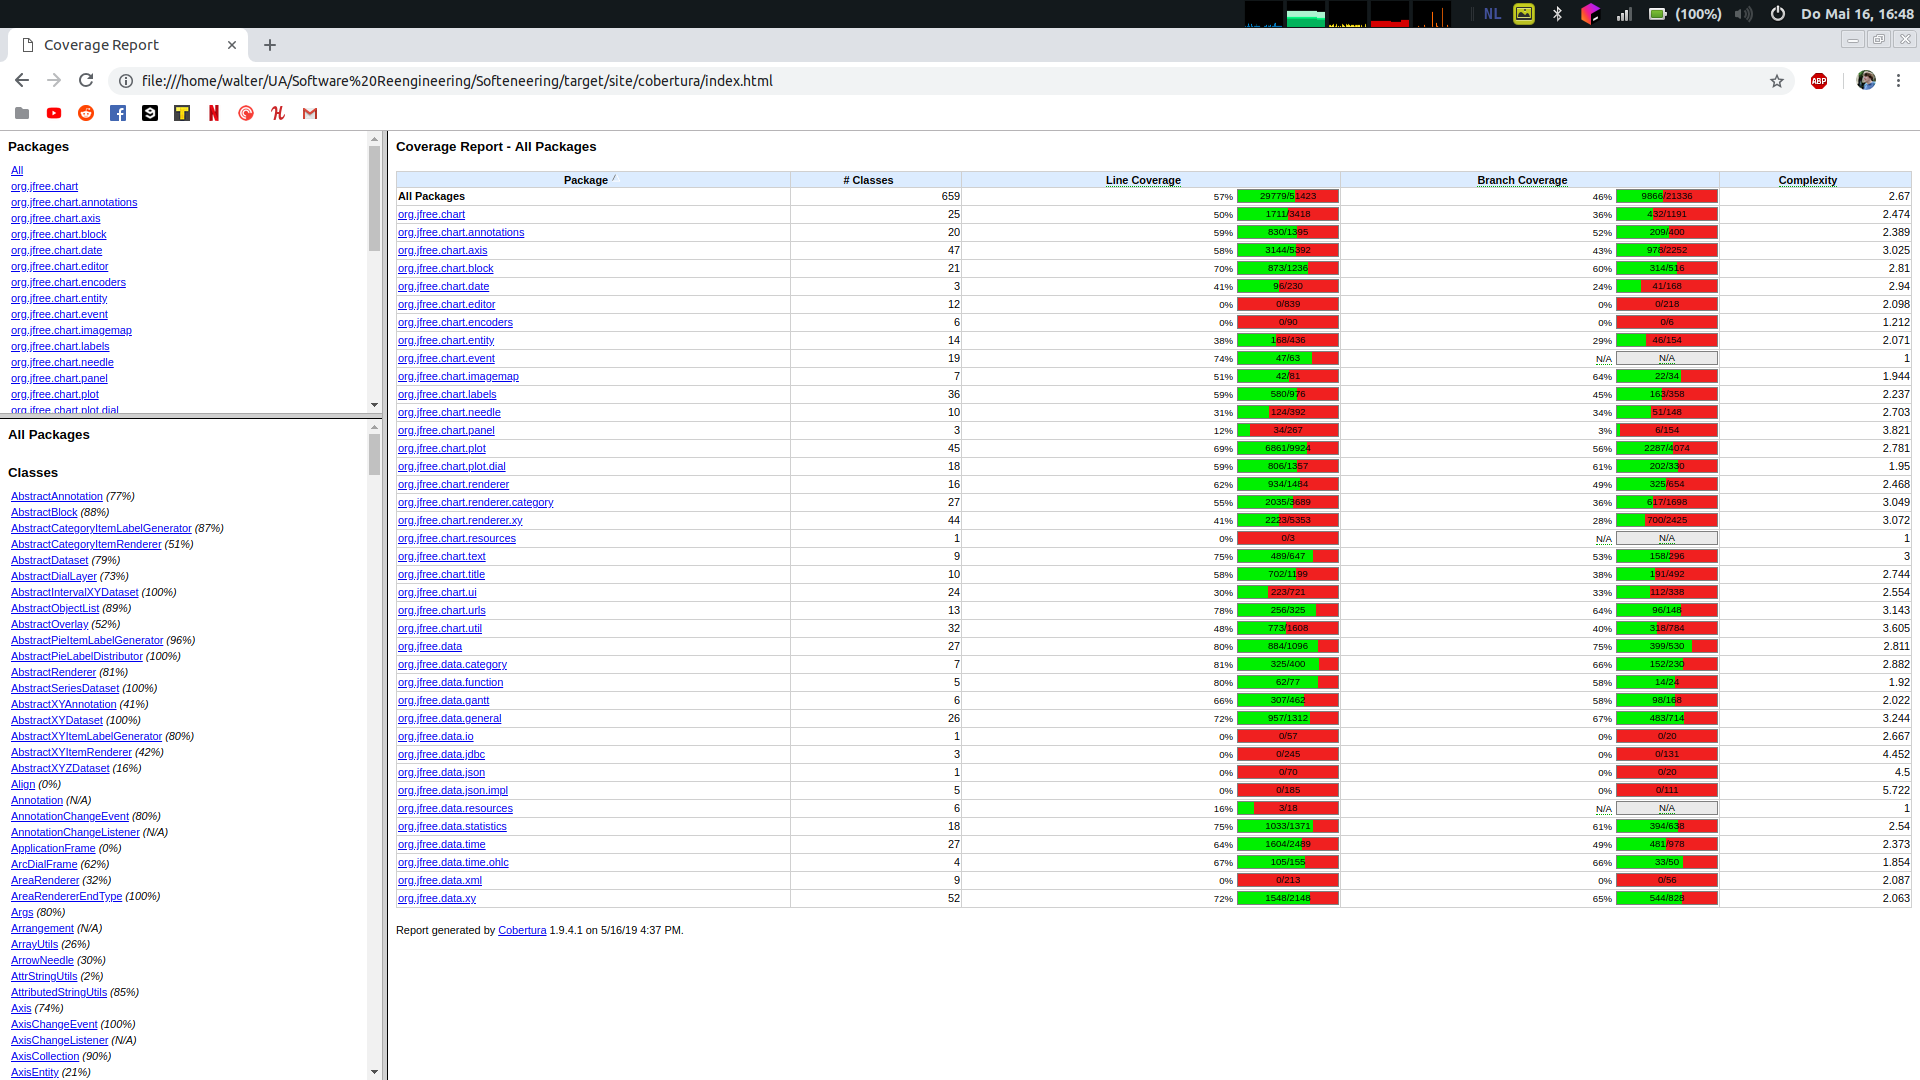 NL (100%) Do Mai 16, 16:48
Coverage Report
file:///home/walter/UA/Software%20Reengineering/Softeneering/target/site/cobertura/index.html
ABP
Packages
All
org.jfree.chart
org.jfree.chart.annotations
org.jfree.chart.axis
org.jfree.chart.block
org.jfree.chart.date
org.jfree.chart.editor
org.jfree.chart.encoders
org.jfree.chart.entity
org.jfree.chart.event
org.jfree.chart.imagemap
org.jfree.chart.labels
org.jfree.chart.needle
org.jfree.chart.panel
org.jfree.chart.plot
org.jfree.chart.plot.dial
All Packages
Classes
AbstractAnnotation (77%)
AbstractBlock (88%)
AbstractCategoryItemLabelGenerator (87%)
AbstractCategoryItemRenderer (51%)
AbstractDataset (79%)
AbstractDialLayer (73%)
AbstractIntervalXYDataset (100%)
AbstractObjectList (89%)
AbstractOverlay (52%)
AbstractPieItemLabelGenerator (96%)
AbstractPieLabelDistributor (100%)
AbstractRenderer (81%)
AbstractSeriesDataset (100%)
AbstractXYAnnotation (41%)
AbstractXYDataset (100%)
AbstractXYItemLabelGenerator (80%)
AbstractXYItemRenderer (42%)
AbstractXYZDataset (16%)
Align (0%)
Annotation (N/A)
AnnotationChangeEvent (80%)
AnnotationChangeListener (N/A)
ApplicationFrame (0%)
ArcDialFrame (62%)
AreaRenderer (32%)
AreaRendererEndType (100%)
Args (80%)
Arrangement (N/A)
ArrayUtils (26%)
ArrowNeedle (30%)
AttrStringUtils (2%)
AttributedStringUtils (85%)
Axis (74%)
AxisChangeEvent (100%)
AxisChangeListener (N/A)
AxisCollection (90%)
AxisEntity (21%)
Coverage Report - All Packages
Package # Classes Line Coverage Branch Coverage Complexity
All Packages 659 57% 29779/51423 46% 9866/21336 2.67
org.jfree.chart 25 50% 1711/3418 36% 432/1191 2.474
org.jfree.chart.annotations 20 59% 830/1395 52% 209/400 2.389
org.jfree.chart.axis 47 58% 3144/5392 43% 978/2252 3.025
org.jfree.chart.block 21 70% 873/1236 60% 314/516 2.81
org.jfree.chart.date 3 41% 96/230 24% 41/168 2.94
org.jfree.chart.editor 12 0% 0/839 0% 0/218 2.098
org.jfree.chart.encoders 6 0% 0/90 0% 0/6 1.212
org.jfree.chart.entity 14 38% 168/436 29% 46/154 2.071
org.jfree.chart.event 19 74% 47/63 N/A N/A 1
org.jfree.chart.imagemap 7 51% 42/81 64% 22/34 1.944
org.jfree.chart.labels 36 59% 580/976 45% 163/358 2.237
org.jfree.chart.needle 10 31% 124/392 34% 51/148 2.703
org.jfree.chart.panel 3 12% 34/267 3% 6/154 3.821
org.jfree.chart.plot 45 69% 6861/9924 56% 2287/4074 2.781
org.jfree.chart.plot.dial 18 59% 806/1357 61% 202/330 1.95
org.jfree.chart.renderer 16 62% 934/1484 49% 325/654 2.468
org.jfree.chart.renderer.category 27 55% 2035/3689 36% 617/1698 3.049
org.jfree.chart.renderer.xy 44 41% 2223/5353 28% 700/2425 3.072
org.jfree.chart.resources 1 0% 0/3 N/A N/A 1
org.jfree.chart.text 9 75% 489/647 53% 158/296 3
org.jfree.chart.title 10 58% 702/1199 38% 191/492 2.744
org.jfree.chart.ui 24 30% 223/721 33% 112/338 2.554
org.jfree.chart.urls 13 78% 256/325 64% 96/148 3.143
org.jfree.chart.util 32 48% 773/1608 40% 318/784 3.605
org.jfree.data 27 80% 884/1096 75% 399/530 2.811
org.jfree.data.category 7 81% 325/400 66% 152/230 2.882
org.jfree.data.function 5 80% 62/77 58% 14/24 1.92
org.jfree.data.gantt 6 66% 307/462 58% 98/168 2.022
org.jfree.data.general 26 72% 957/1312 67% 483/714 3.244
org.jfree.data.io 1 0% 0/57 0% 0/20 2.667
org.jfree.data.jdbc 3 0% 0/245 0% 0/131 4.452
org.jfree.data.json 1 0% 0/70 0% 0/20 4.5
org.jfree.data.json.impl 5 0% 0/185 0% 0/111 5.722
org.jfree.data.resources 6 16% 3/18 N/A N/A 1
org.jfree.data.statistics 18 75% 1033/1371 61% 394/638 2.54
org.jfree.data.time 27 64% 1604/2489 49% 481/978 2.373
org.jfree.data.time.ohlc 4 67% 105/155 66% 33/50 1.854
org.jfree.data.xml 9 0% 0/213 0% 0/56 2.087
org.jfree.data.xy 52 72% 1548/2148 65% 544/828 2.063
Report generated by Cobertura 1.9.4.1 on 5/16/19 4:37 PM.